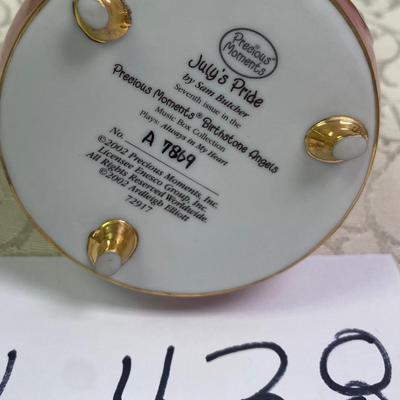 Precious®
Moments
July's Pride
by Sam Butcher
Seventh issue in the
Precious Moments® Birthstone Angels
Music Box Collection
Plays: Always in My Heart
No. A 7869
©2002 Precious Moments, Inc.
Licensee Enesco Group, Inc.
All Rights Reserved Worldwide.
©2002 Ardleigh Elliott
72917
428